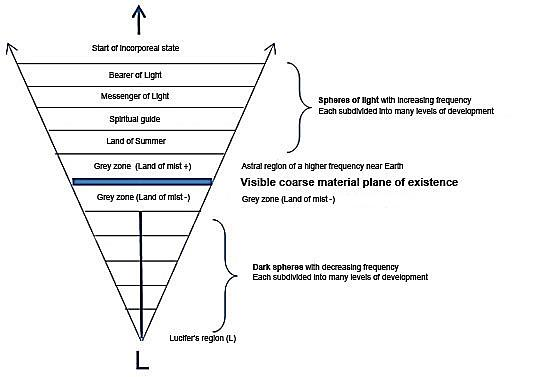 Start of incorporeal state
Bearer of Light
Messenger of Light
Spiritual guide
Land of Summer
Spheres of light with increasing frequency
Each subdivided into many levels of development
Grey zone (Land of mist +)
Astral region of a higher frequency near Earth
Visible coarse material plane of existence
Grey zone (Land of mist -)
Grey zone (Land of mist -)
Dark spheres with decreasing frequency
Each subdivided into many levels of development
Lucifer's region (L)
L